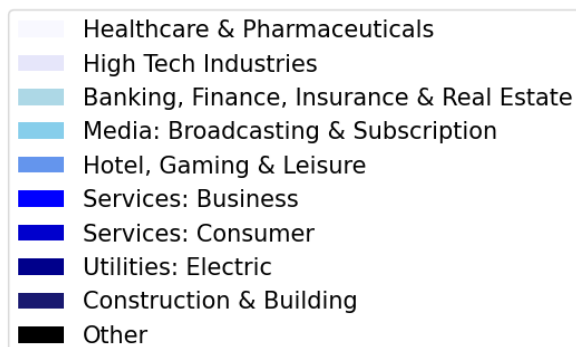 Healthcare & Pharmaceuticals
High Tech Industries
Banking, Finance, Insurance & Real Estate
Media: Broadcasting & Subscription
Hotel, Gaming & Leisure
Services: Business
Services: Consumer
Utilities: Electric
Construction & Building
Other